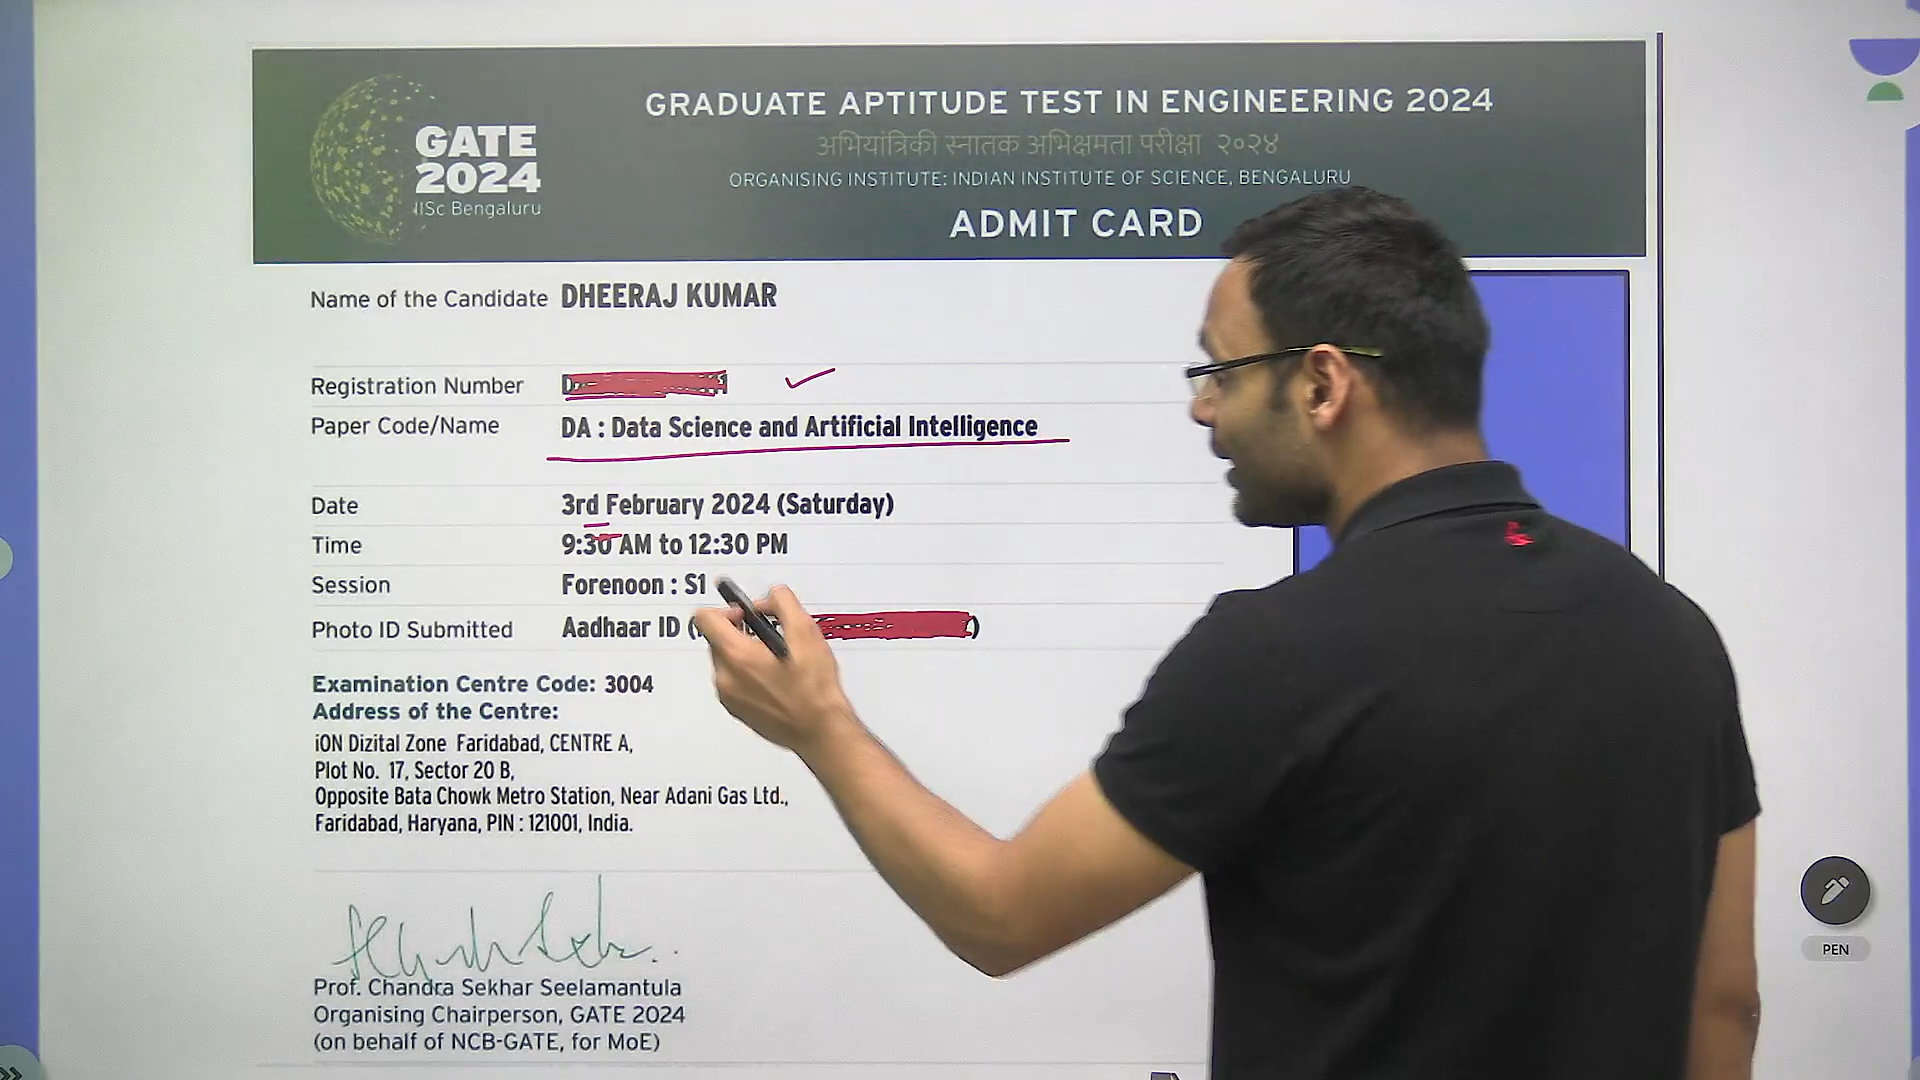 GATE
2024
IISc Bengaluru
GRADUATE APTITUDE TEST IN ENGINEERING 2024
अभियांत्रिकी स्नातक अभिक्षमता परीक्षा २०२४
ORGANISING INSTITUTE: INDIAN INSTITUTE OF SCIENCE, BENGALURU
ADMIT CARD
Name of the Candidate DHEERAJ KUMAR
Registration Number
Paper Code/Name DA : Data Science and Artificial Intelligence
Date 3rd February 2024 (Saturday)
Time 9:30 AM to 12:30 PM
Session Forenoon : S1
Photo ID Submitted Aadhaar ID (
Examination Centre Code: 3004
Address of the Centre:
iON Dizital Zone Faridabad, CENTRE A,
Plot No. 17, Sector 20 B,
Opposite Bata Chowk Metro Station, Near Adani Gas Ltd.,
Faridabad, Haryana, PIN : 121001, India.
Prof. Chandra Sekhar Seelamantula
Organising Chairperson, GATE 2024
(on behalf of NCB-GATE, for MoE)
PEN